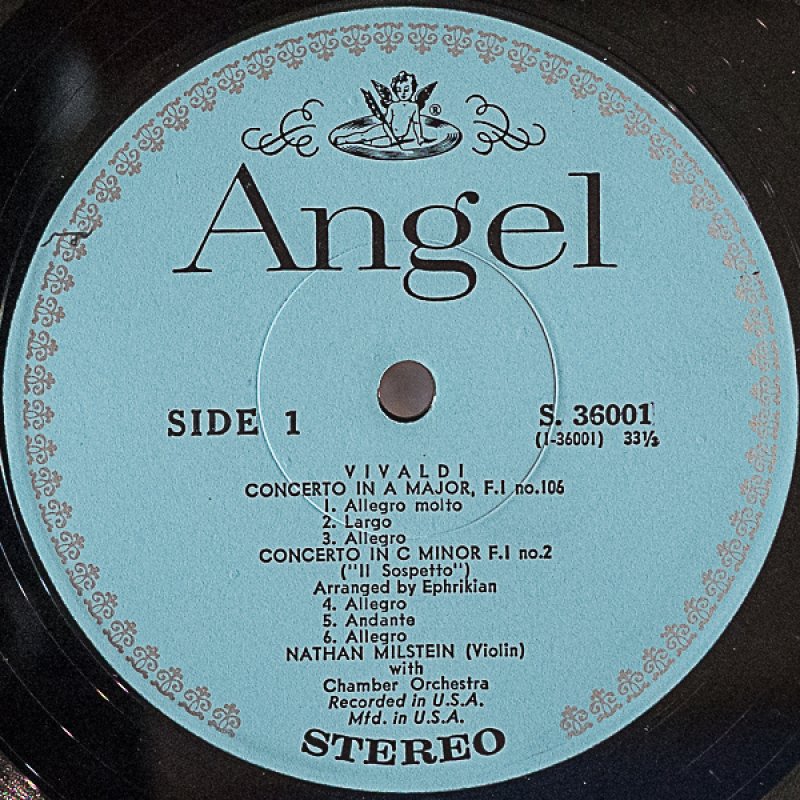 ®
Angel
SIDE 1
S. 36001
(1-36001) 33⅓
VIVALDI
CONCERTO IN A MAJOR, F.I no.106
1. Allegro molto
2. Largo
3. Allegro
CONCERTO IN C MINOR F.I no.2
("Il Sospetto")
Arranged by Ephrikian
4. Allegro
5. Andante
6. Allegro
NATHAN MILSTEIN (Violin)
with
Chamber Orchestra
Recorded in U.S.A.
Mfd. in U.S.A.
STEREO